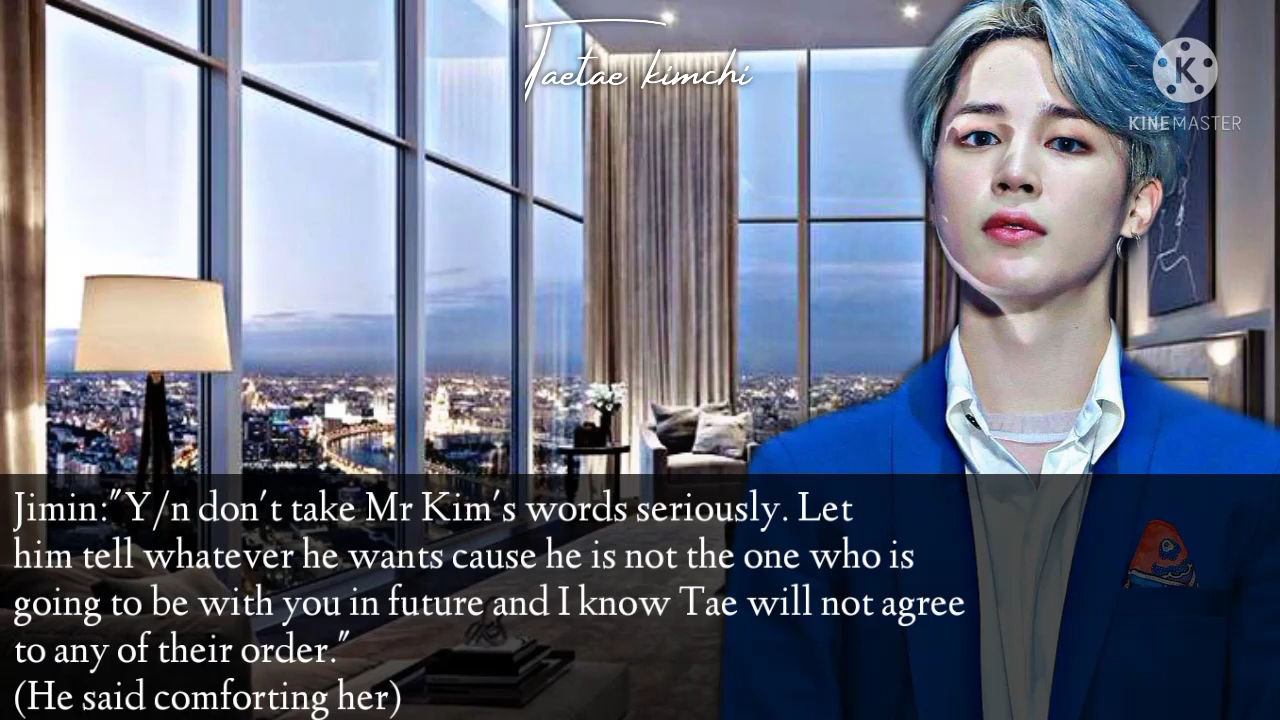 Taetae kimchi
K
KINEMASTER
Jimin:"Y/n don't take Mr Kim's words seriously. Let
him tell whatever he wants cause he is not the one who is
going to be with you in future and I know Tae will not agree
to any of their order."
(He said comforting her)